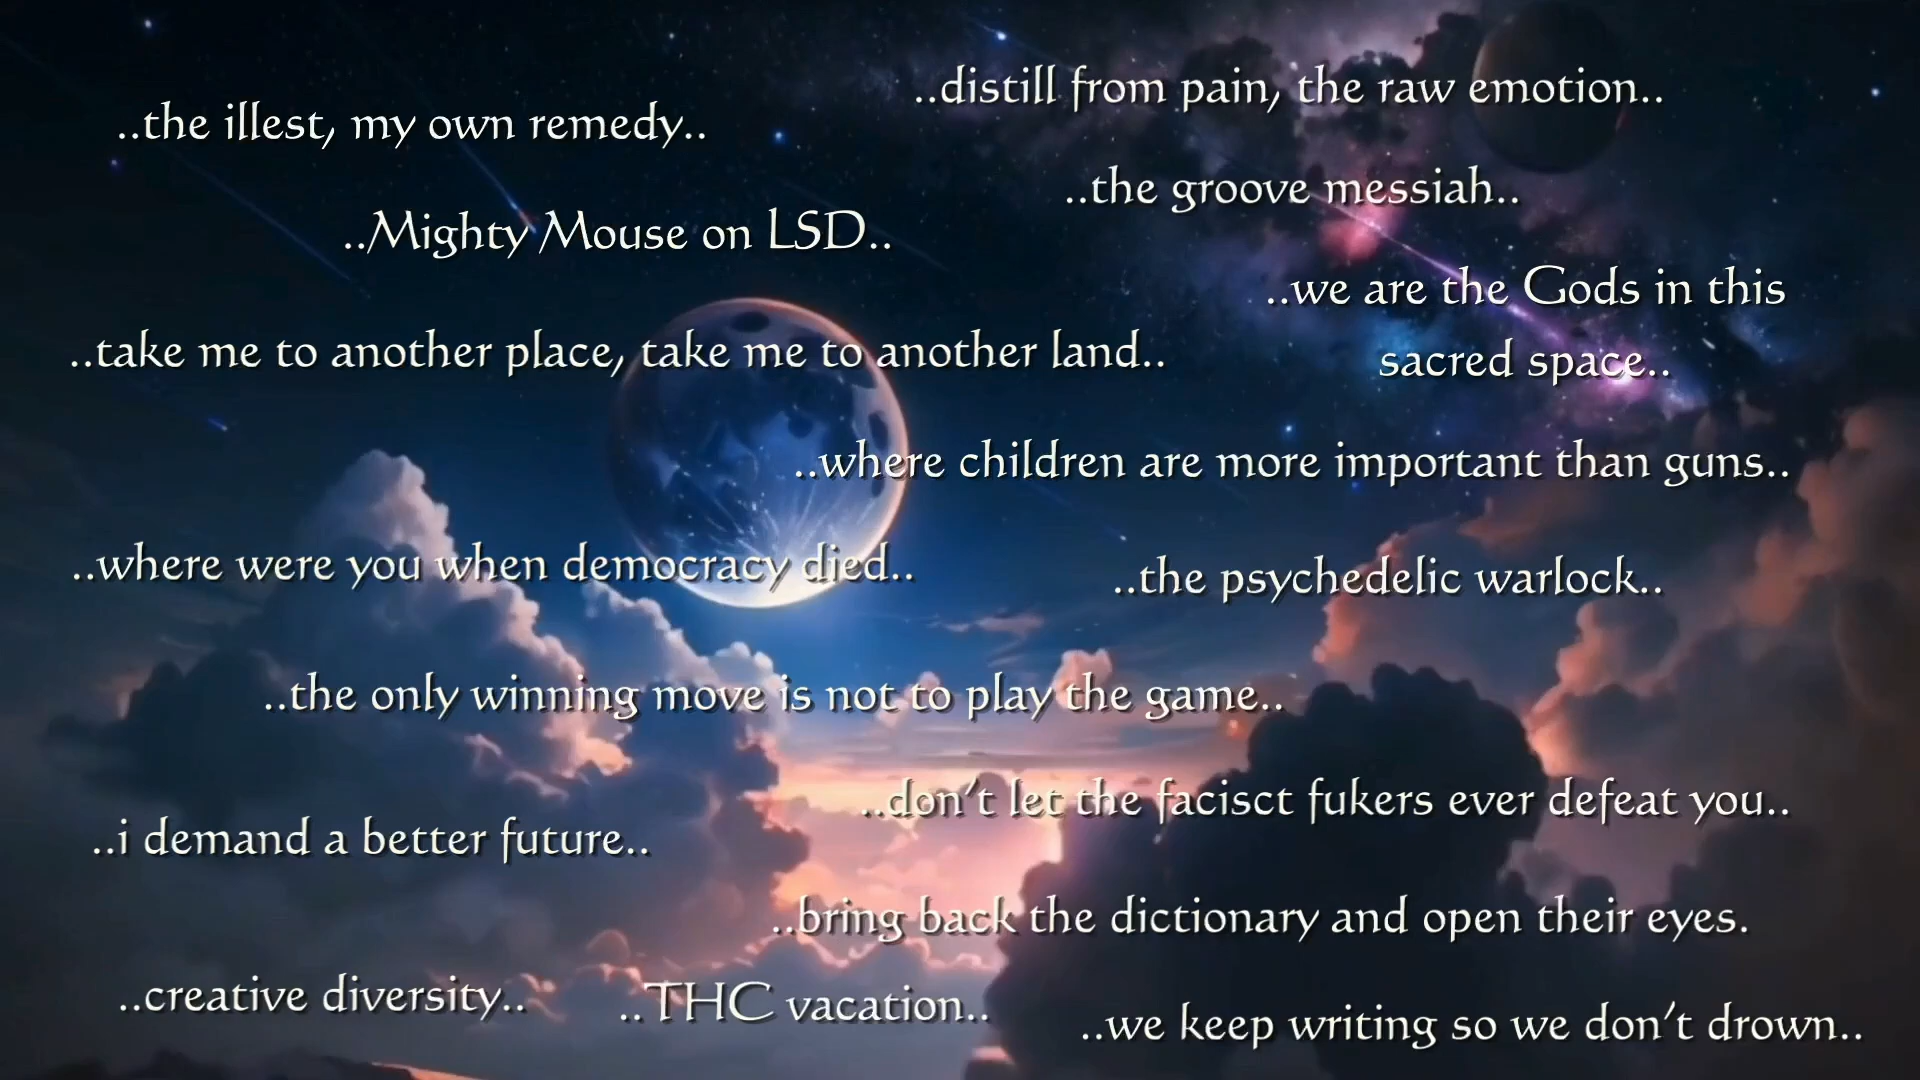 ..distill from pain, the raw emotion..
..the illest, my own remedy..
..the groove messiah..
..Mighty Mouse on LSD..
..we are the Gods in this
sacred space..
..take me to another place, take me to another land..
..where children are more important than guns..
..where were you when democracy died..
..the psychedelic warlock..
..the only winning move is not to play the game..
..don't let the facisct fukers ever defeat you..
..i demand a better future..
..bring back the dictionary and open their eyes.
..creative diversity..
..THC vacation..
..we keep writing so we don't drown..